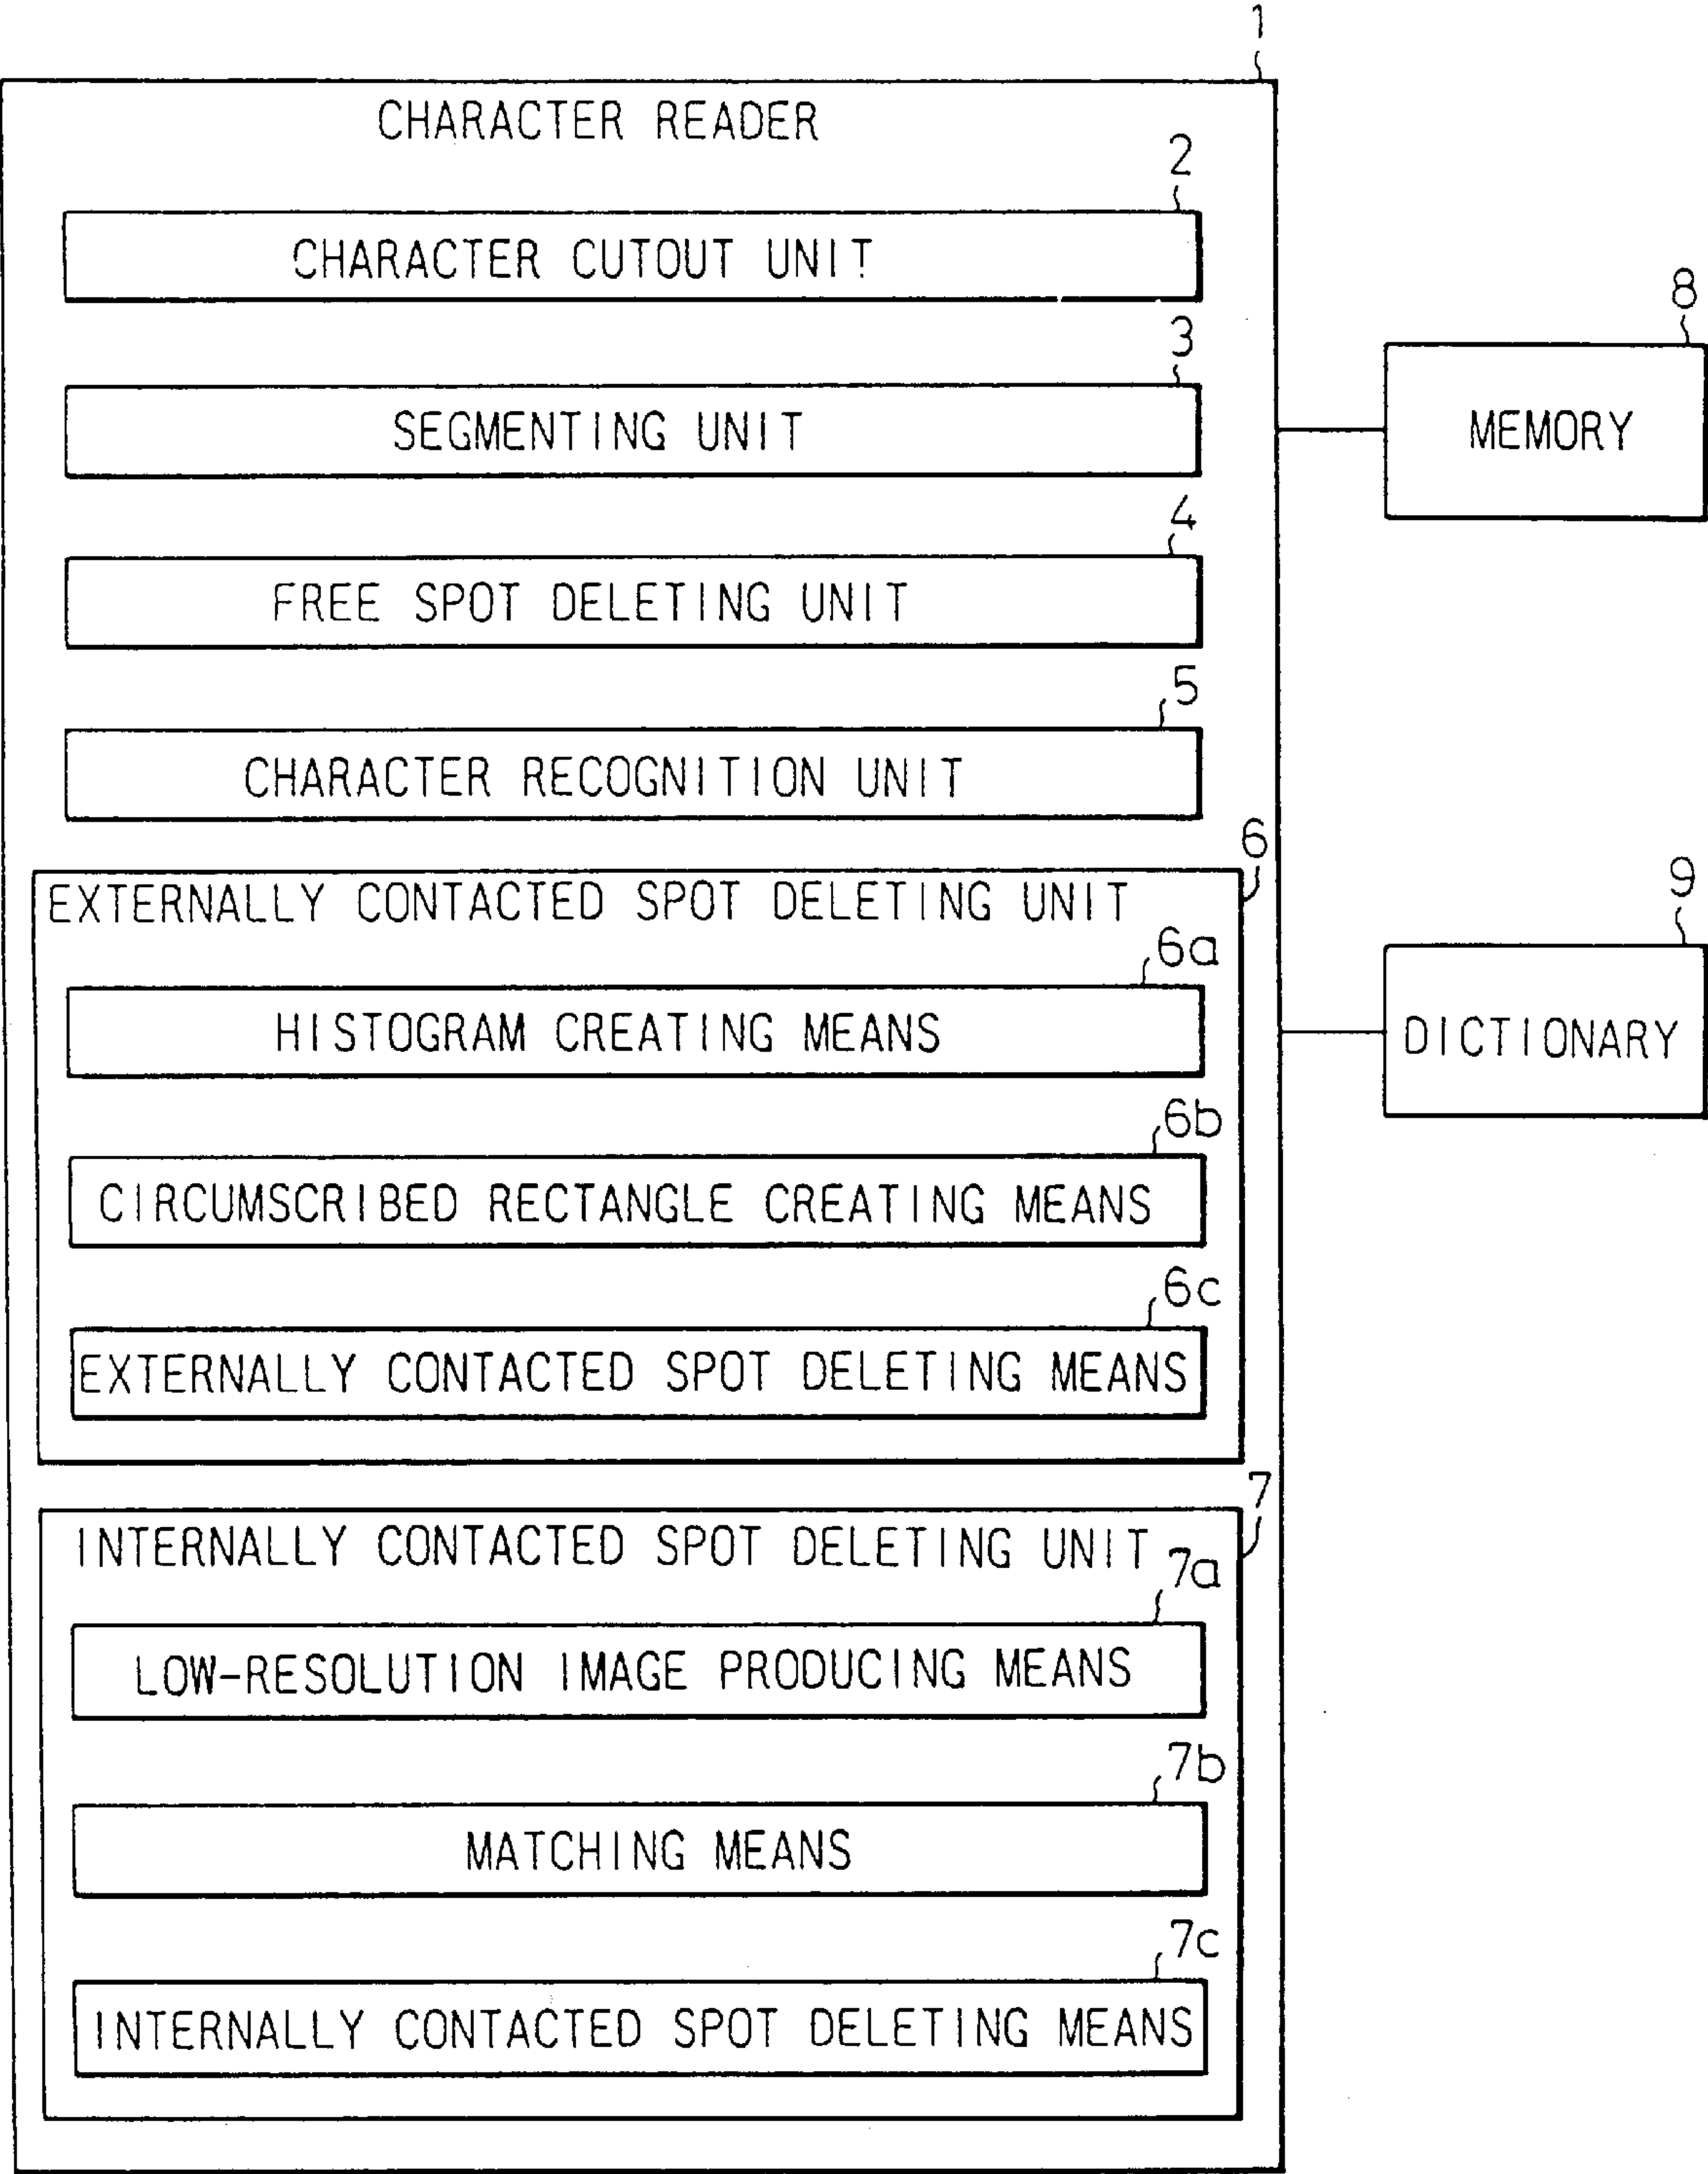 1
CHARACTER READER
2
CHARACTER CUTOUT UNIT
3
SEGMENTING UNIT
4
FREE SPOT DELETING UNIT
5
CHARACTER RECOGNITION UNIT
6
EXTERNALLY CONTACTED SPOT DELETING UNIT
6a
HISTOGRAM CREATING MEANS
6b
CIRCUMSCRIBED RECTANGLE CREATING MEANS
6c
EXTERNALLY CONTACTED SPOT DELETING MEANS
7
INTERNALLY CONTACTED SPOT DELETING UNIT
7a
LOW-RESOLUTION IMAGE PRODUCING MEANS
7b
MATCHING MEANS
7c
INTERNALLY CONTACTED SPOT DELETING MEANS
8
MEMORY
9
DICTIONARY